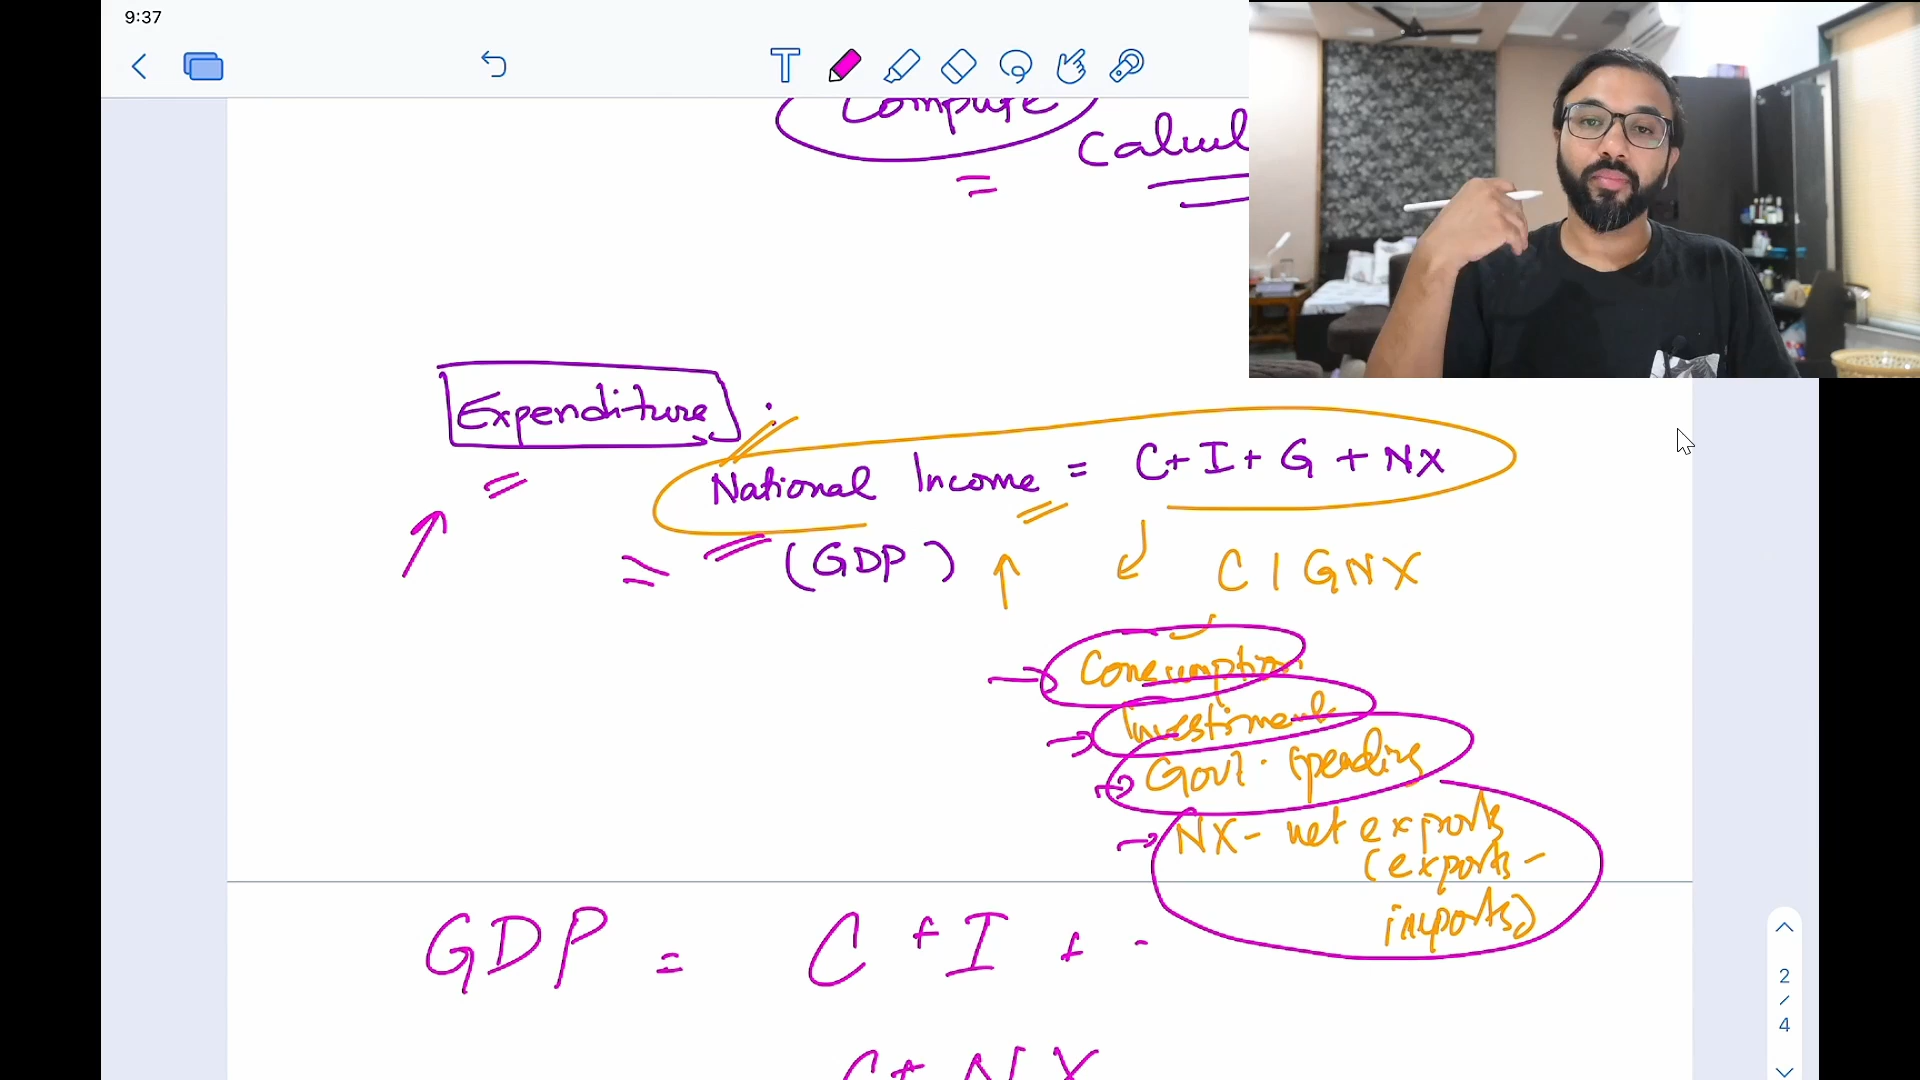 9:37
T
Compute
Calcul
Expenditure
National Income = C+ I + G + NX
(GDP)
C I G N X
Consumption
Investment
Govt. spending
NX - net exports
(exports -
imports)
GDP = C + I + -
G + NX
2
/
4